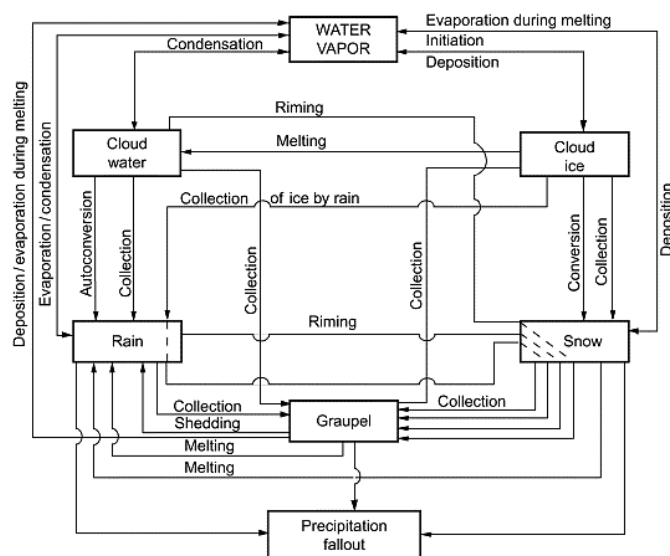 Evaporation during melting
WATER
VAPOR
Condensation
Initiation
Deposition
Riming
Cloud
water
Melting
Cloud
ice
Collection of ice by rain
Deposition / evaporation during melting
Evaporation / condensation
Autoconversion
Collection
Collection
Collection
Conversion
Collection
Deposition
Rain
Riming
Snow
Collection
Graupel
Collection
Shedding
Melting
Melting
Precipitation
fallout